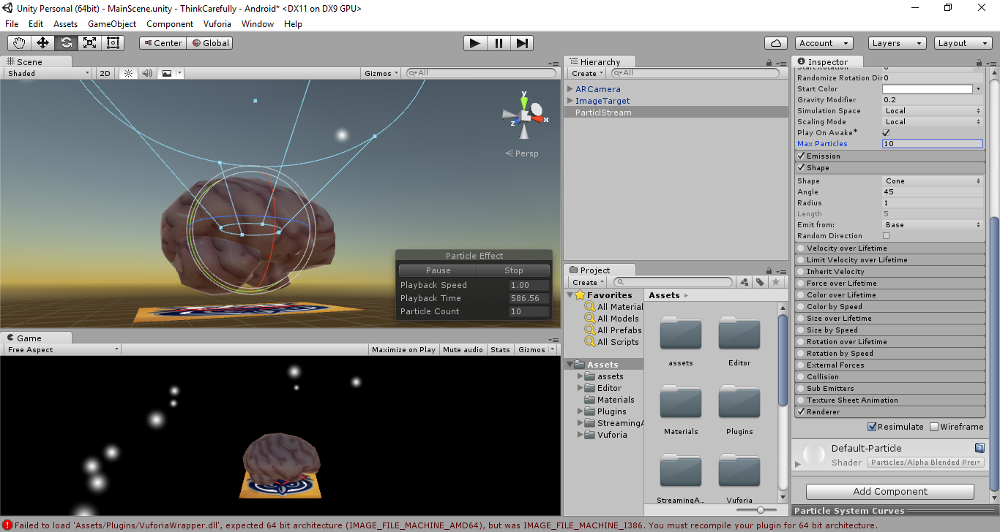 Unity Personal (64bit) - MainScene.unity - ThinkCarefully - Android* <DX11 on DX9 GPU>
File Edit Assets GameObject Component Vuforia Window Help
Center Global Account Layers Layout
Scene
Shaded 2D Gizmos All
y
x
z
Persp
Particle Effect
Pause Stop
Playback Speed 1.00
Playback Time 586.56
Particle Count 10
Game
Free Aspect Maximize on Play Mute audio Stats Gizmos
Hierarchy
Create All
ARCamera
ImageTarget
ParticlStream
Project
Create
Favorites
All Material
All Models
All Prefabs
All Scripts
Assets
assets
Editor
Materials
Plugins
StreamingA
Vuforia
Assets
assets Editor
Materials Plugins
StreamingA... Vuforia
Inspector
Start Rotation 0
Randomize Rotation Dir 0
Start Color
Gravity Modifier 0.2
Simulation Space Local
Scaling Mode Local
Play On Awake*
Max Particles 10
Emission
Shape
Shape Cone
Angle 45
Radius 1
Length 5
Emit from: Base
Random Direction
Velocity over Lifetime
Limit Velocity over Lifetime
Inherit Velocity
Force over Lifetime
Color over Lifetime
Color by Speed
Size over Lifetime
Size by Speed
Rotation over Lifetime
Rotation by Speed
External Forces
Collision
Sub Emitters
Texture Sheet Animation
Renderer
Resimulate Wireframe
Default-Particle
Shader Particles/Alpha Blended Prer
Add Component
Particle System Curves
Failed to load 'Assets/Plugins/VuforiaWrapper.dll', expected 64 bit architecture (IMAGE_FILE_MACHINE_AMD64), but was IMAGE_FILE_MACHINE_I386. You must recompile your plugin for 64 bit architecture.